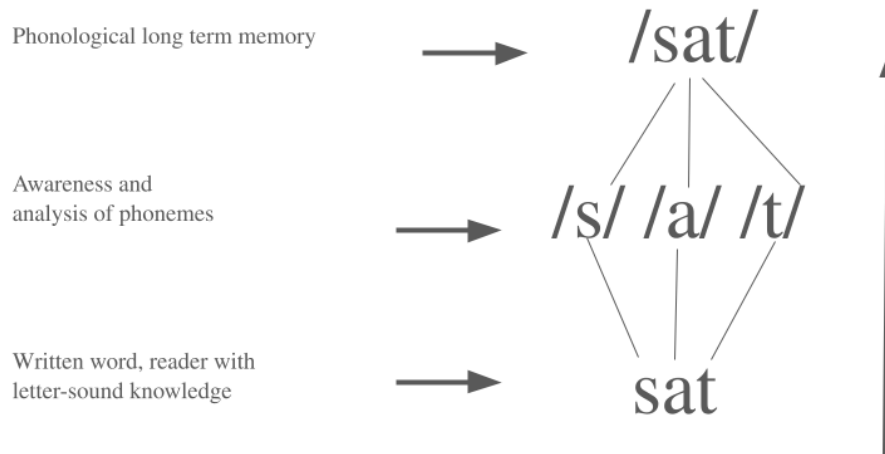 Phonological long term memory
/sat/
Awareness and
analysis of phonemes
/s/ /a/ /t/
Written word, reader with
letter-sound knowledge
sat